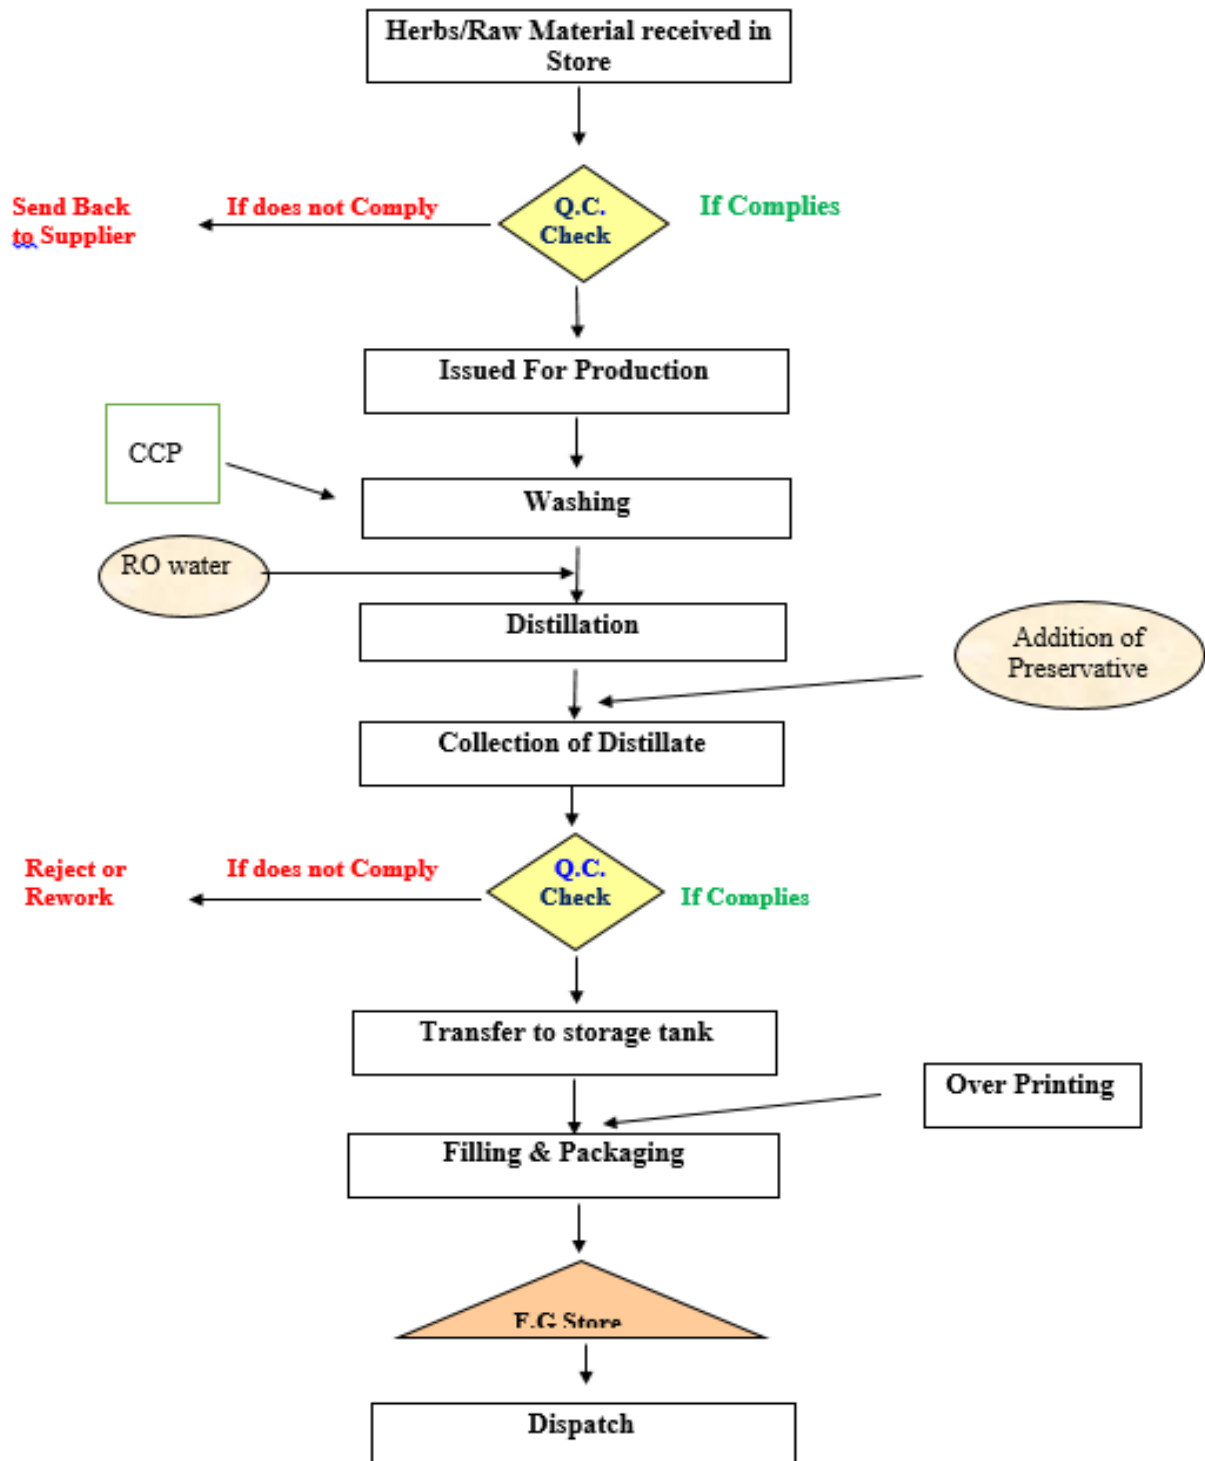 Herbs/Raw Material received in
Store
Send Back
to Supplier
If does not Comply
Q.C.
Check
If Complies
Issued For Production
CCP
Washing
RO water
Distillation
Addition of
Preservative
Collection of Distillate
Reject or
Rework
If does not Comply
Q.C.
Check
If Complies
Transfer to storage tank
Over Printing
Filling & Packaging
F.G Store
Dispatch